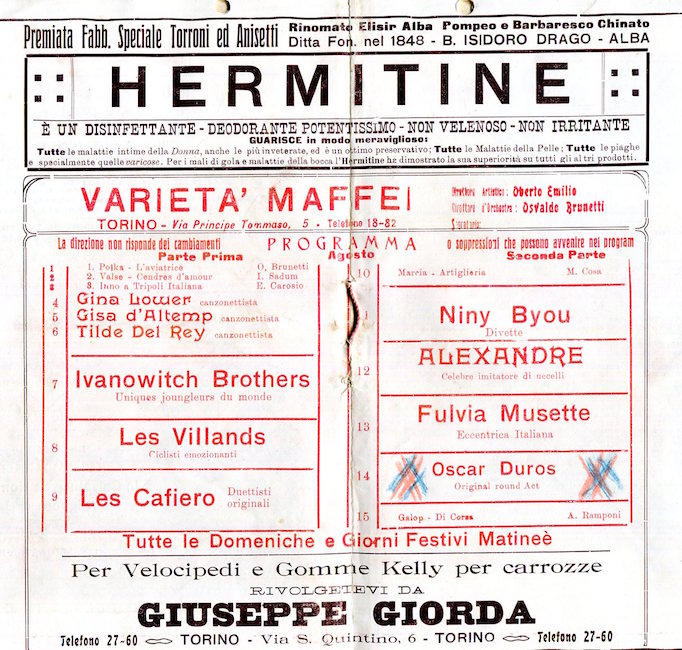 Premiata Fabb. Speciale Torroni ed Anisetti
Rinomato Elisir Alba Pompeo e Barbaresco Chinato
Ditta Fon. nel 1848 - B. ISIDORO DRAGO - ALBA
HERMITINE
È UN DISINFETTANTE - DEODORANTE POTENTISSIMO - NON VELENOSO - NON IRRITANTE
GUARISCE in modo meraviglioso:
Tutte le malattie intime della Donna, anche le più inveterate, ed è un ottimo preservativo; Tutte le Malattie della Pelle; Tutte le piaghe
e specialmente quelle varicose. Per i mali di gola e malattie della bocca l'Hermitine ha dimostrato la sua superiorità su tutti gli altri prodotti.
VARIETA' MAFFEI
TORINO - Via Principe Tommaso, 5 - Telefono 18-82
Direttore Artistico: Oberto Emilio
Direttore d'Orchestra: Osvaldo Brunetti
La direzione non risponde dei cambiamenti
PROGRAMMA
o soppressioni che possono avvenire nei program
Parte Prima
Agosto
Seconda Parte
1 1. Polka - L'aviatrice O. Brunetti
2 2. Valse - Cendres d'amour I. Sadum
3 3. Inno a Tripoli Italiana E. Carosio
4 Gina Lower canzonettista
5 Gisa d'Altemp canzonettista
6 Tilde Del Rey canzonettista
7 Ivanowitch Brothers
Uniques joungleurs du monde
8 Les Villands
Ciclisti emozionanti
9 Les Cafiero Duettisti
originali
10 Marcia - Artiglieria M. Cosa
Niny Byou
Divette
ALEXANDRE
12 Celebre imitatore di uccelli
13 Fulvia Musette
Eccentrica Italiana
14 Oscar Duros
Original round Act
15 Galop - Di Corsa A. Ramponi
Tutte le Domeniche e Giorni Festivi Matineè
Per Velocipedi e Gomme Kelly per carrozze
RIVOLGETEVI DA
GIUSEPPE GIORDA
Telefono 27-60 TORINO - Via S. Quintino, 6 - TORINO Telefono 27-60